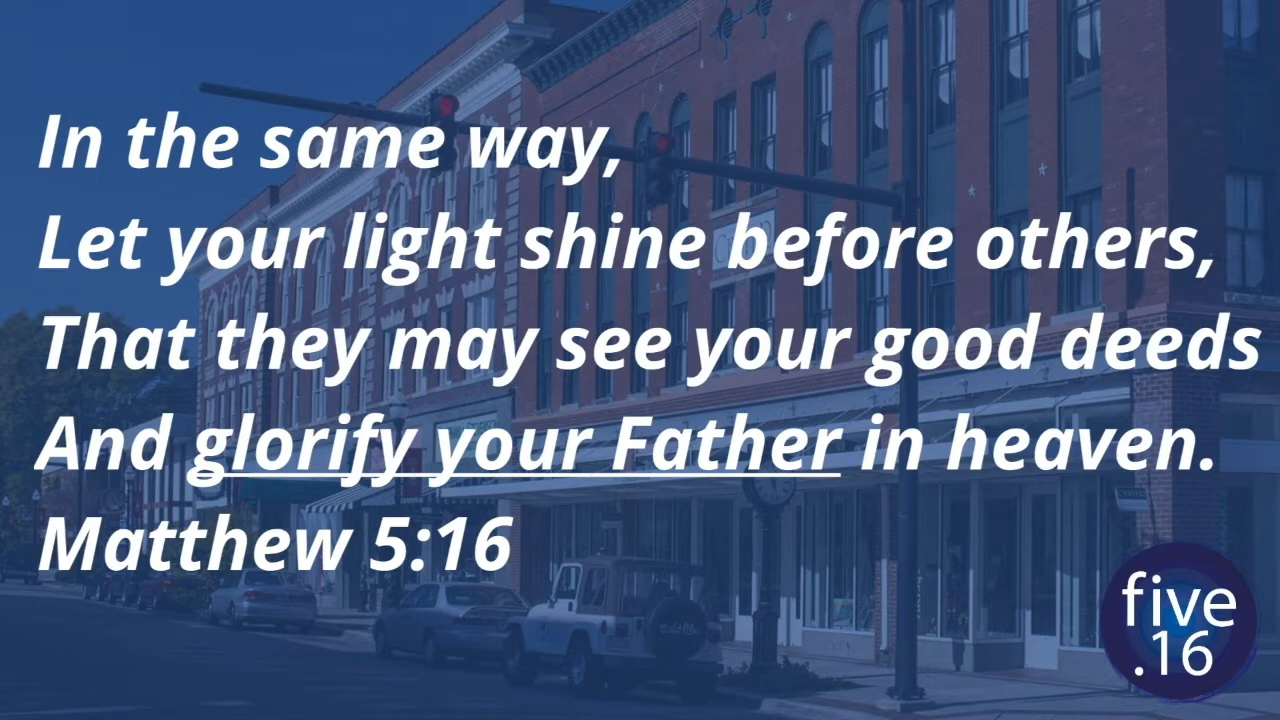 In the same way,
Let your light shine before others,
That they may see your good deeds
And glorify your Father in heaven.
Matthew 5:16
five
.16